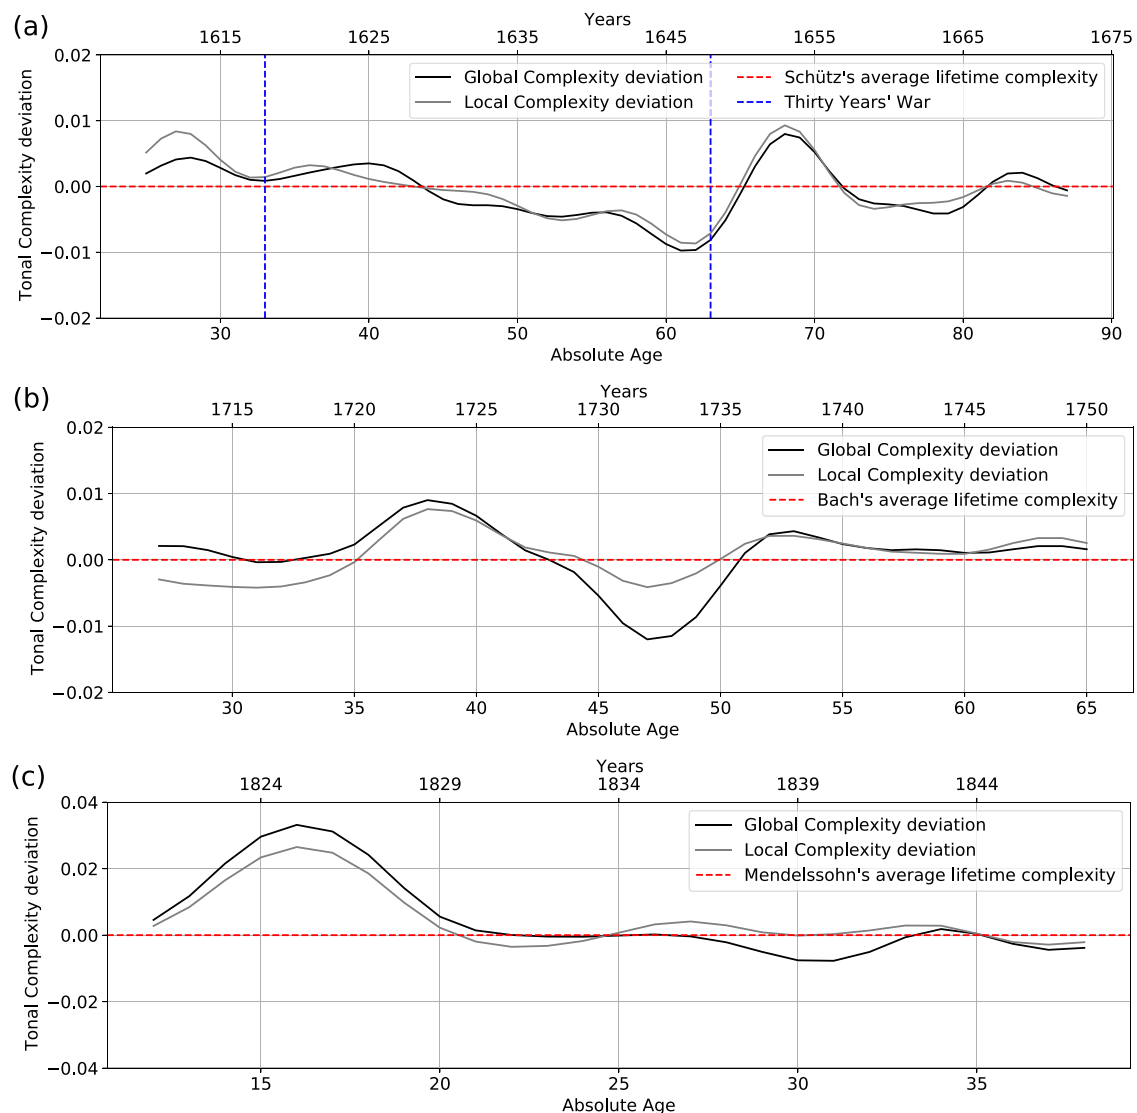 (a)
Years
1615 1625 1635 1645 1655 1665 1675
Tonal Complexity deviation
0.02
0.01
0.00
−0.01
−0.02
Global Complexity deviation
Local Complexity deviation
Schütz's average lifetime complexity
Thirty Years' War
30 40 50 60 70 80 90
Absolute Age
(b)
Years
1715 1720 1725 1730 1735 1740 1745 1750
Tonal Complexity deviation
0.02
0.01
0.00
−0.01
−0.02
Global Complexity deviation
Local Complexity deviation
Bach's average lifetime complexity
30 35 40 45 50 55 60 65
Absolute Age
(c)
Years
1824 1829 1834 1839 1844
Tonal Complexity deviation
0.04
0.02
0.00
−0.02
−0.04
Global Complexity deviation
Local Complexity deviation
Mendelssohn's average lifetime complexity
15 20 25 30 35
Absolute Age